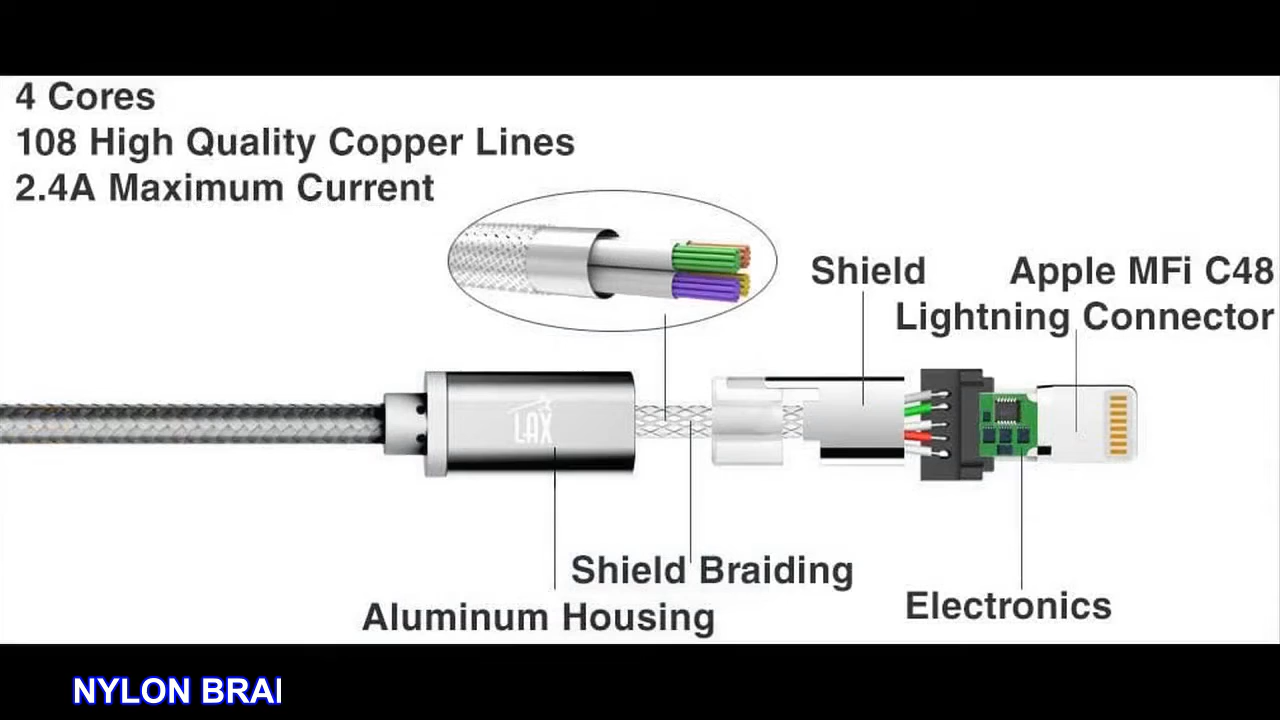 4 Cores
108 High Quality Copper Lines
2.4A Maximum Current
Shield
Apple MFi C48
Lightning Connector
LAX
Shield Braiding
Aluminum Housing
Electronics
NYLON BRAI